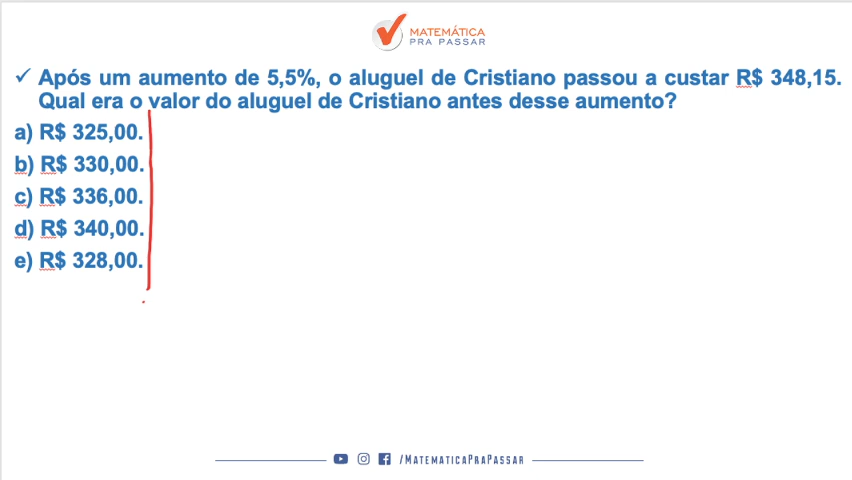 MATEMÁTICA
PRA PASSAR
✓ Após um aumento de 5,5%, o aluguel de Cristiano passou a custar R$ 348,15.
Qual era o valor do aluguel de Cristiano antes desse aumento?
a) R$ 325,00.
b) R$ 330,00.
c) R$ 336,00.
d) R$ 340,00.
e) R$ 328,00.
/MATEMATICAPRAPASSAR